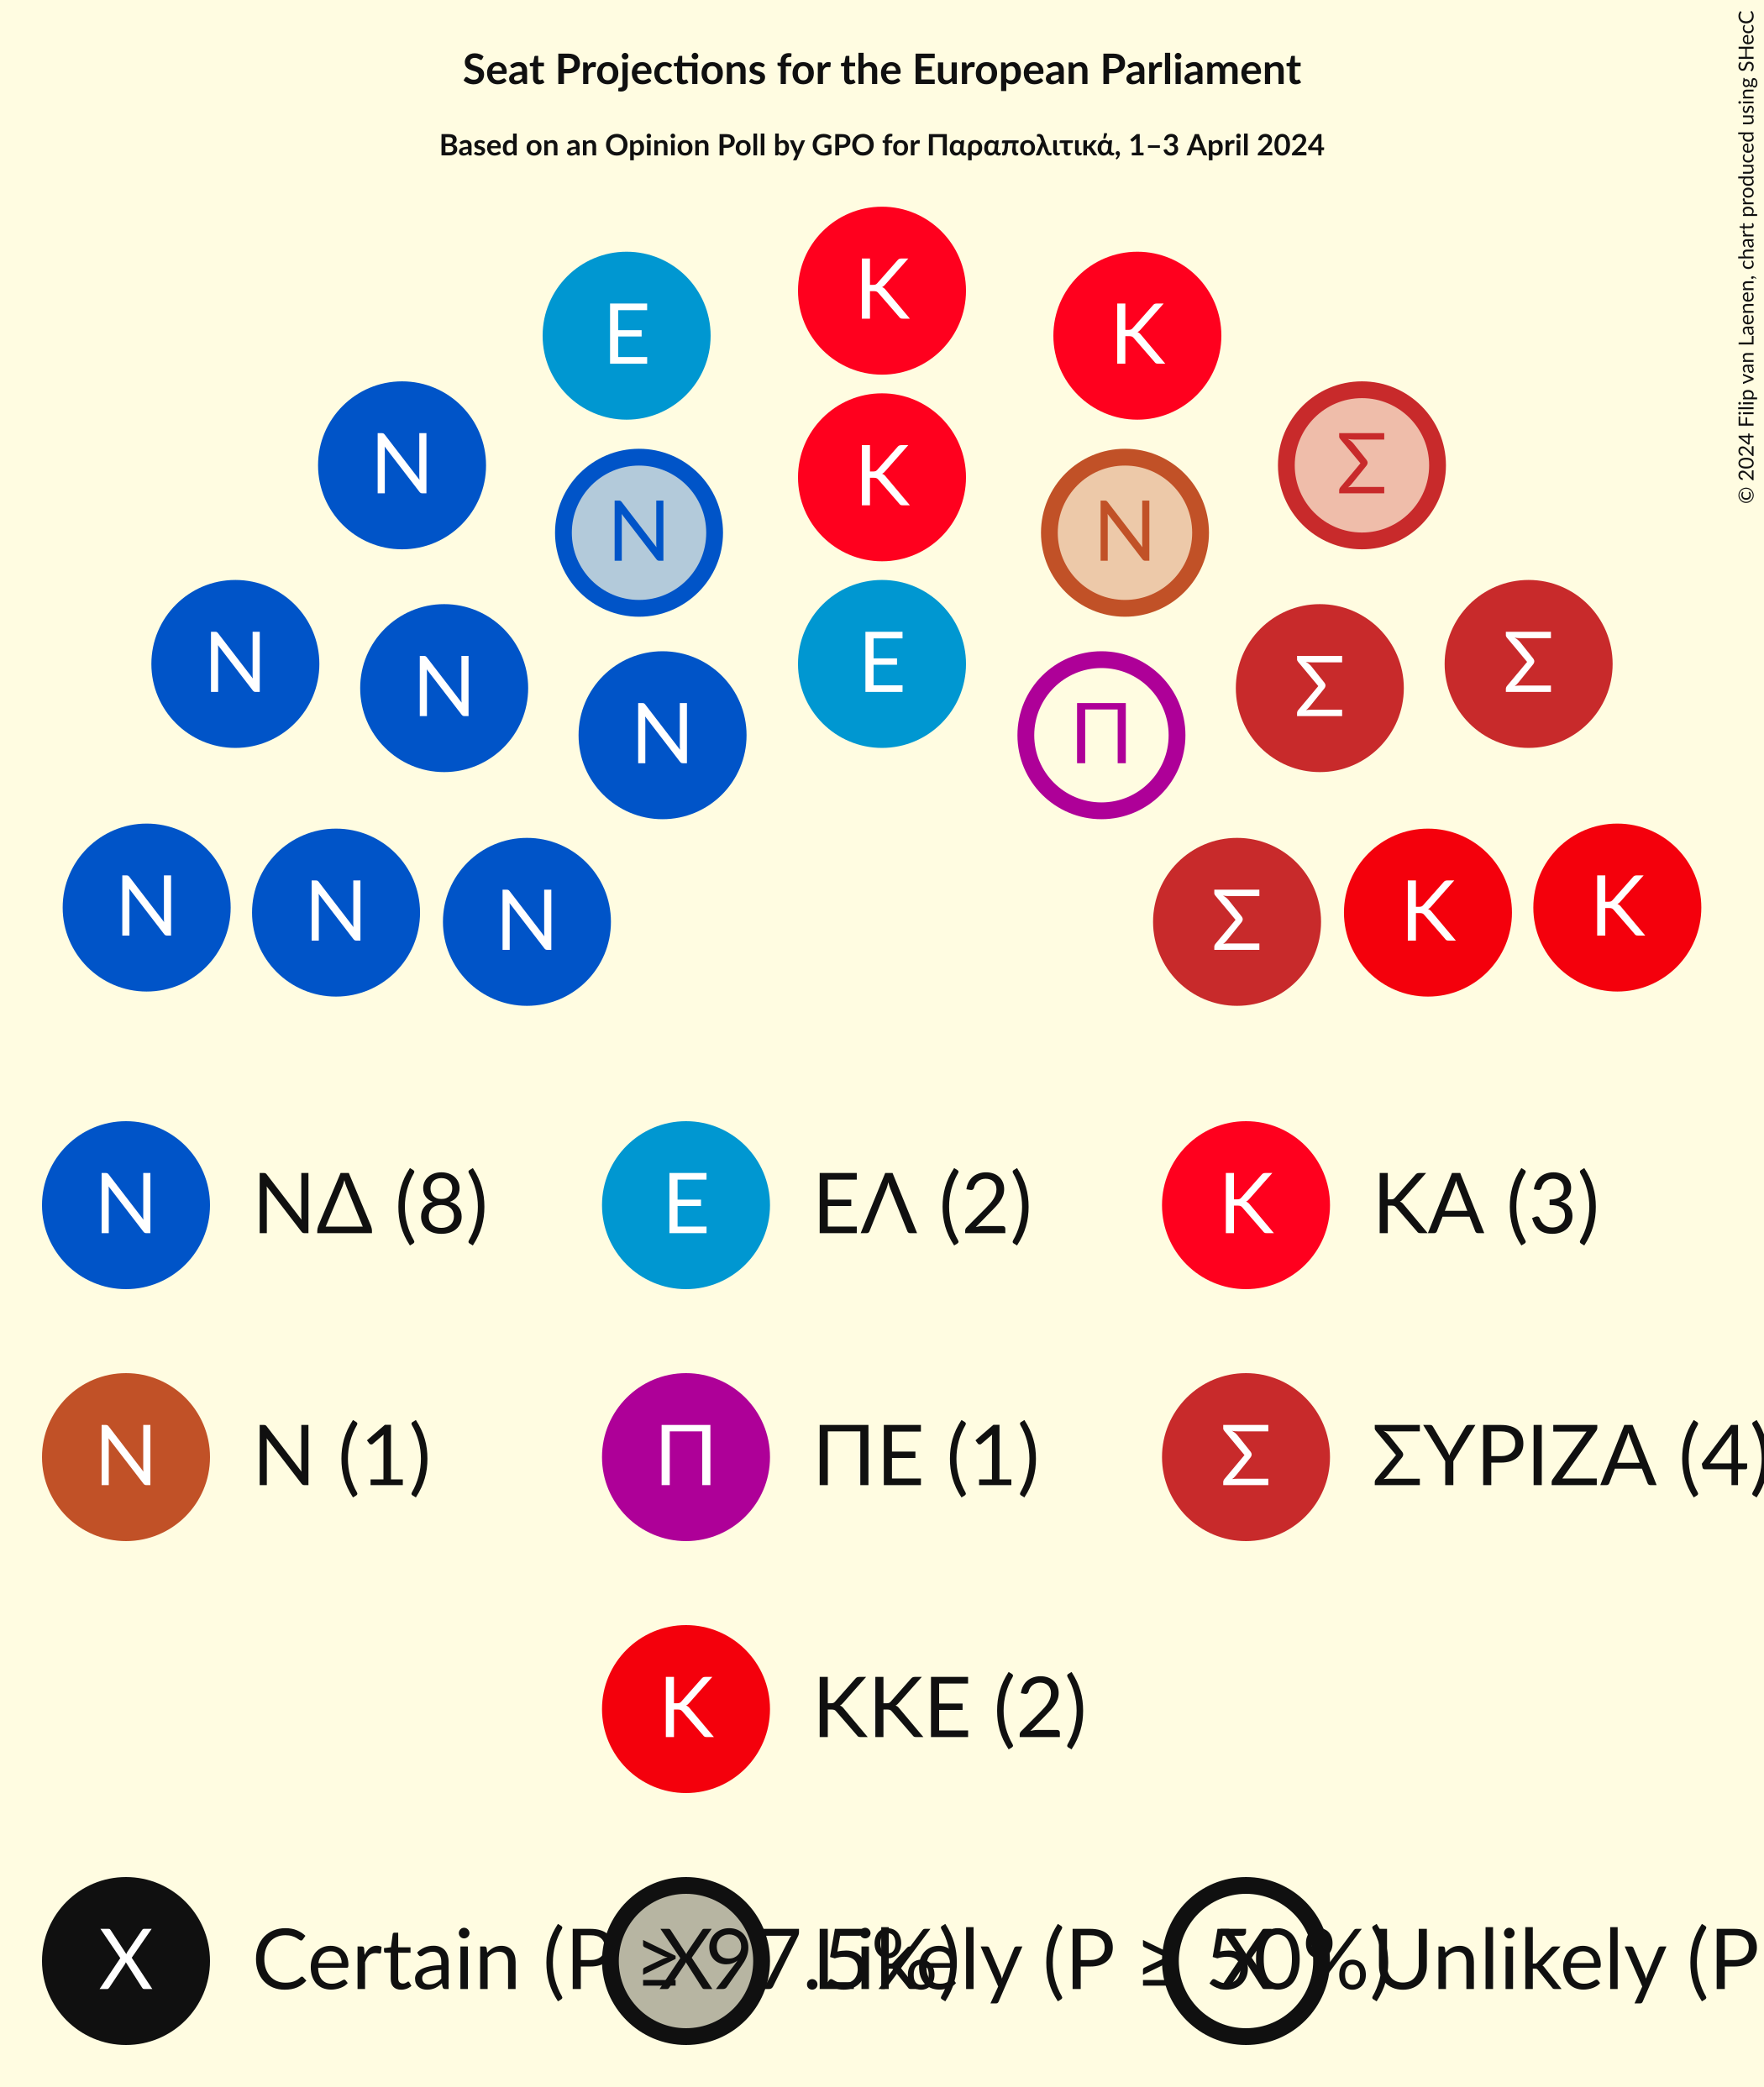 Seat Projections for the European Parliament
Based on an Opinion Poll by GPO for Παραπολιτικά, 1–3 April 2024
© 2024 Filip van Laenen, chart produced using SHecC
K
E K
N Σ
K
N N
N E Σ
N Σ
N Π
N K
N K
N Σ
N ΝΔ (8) E ΕΛ (2) K ΚΑ (3)
N Ν (1) Π ΠΕ (1) Σ ΣΥΡΙΖΑ (4)
K ΚΚΕ (2)
X Certain (P ≥ 97.5%) X Likely (P ≥ 50%) X Unlikely (P